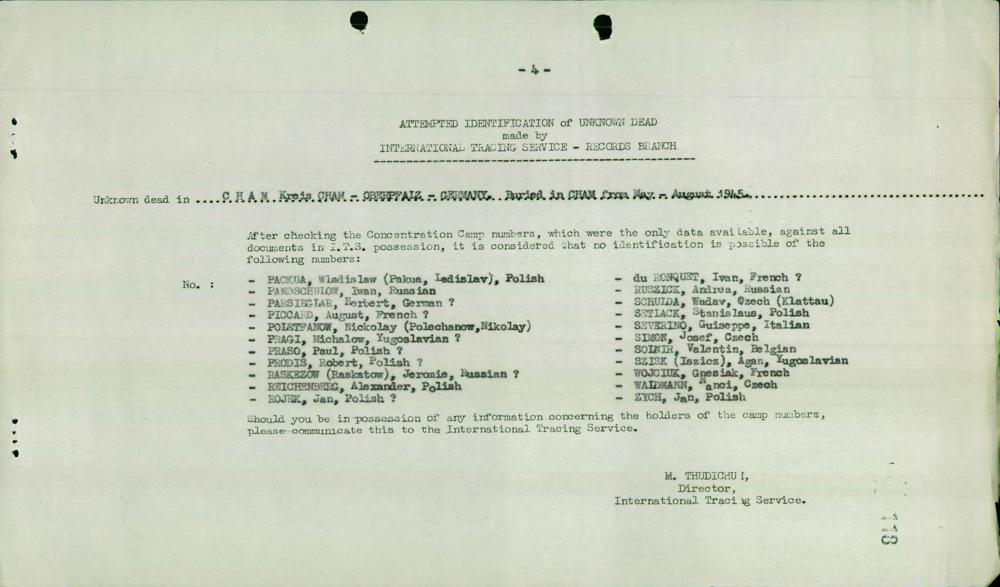 - 4 -
ATTEMPTED IDENTIFICATION of UNKNOWN DEAD
made by
INTERNATIONAL TRACING SERVICE - RECORDS BRANCH
Unknown dead in ....C H A M. Kreis CHAM - OBERPFALZ - GERMANY. Buried in CHAM from May - August 1945.
After checking the Concentration Camp numbers, which were the only data available, against all
documents in I.T.S. possession, it is considered that no identification is possible of the
following numbers:
No. :
- PACKUA, Wladislaw (Pakua, Ledislav), Polish
- PANDSCHULOW, Iwan, Russian
- PARSIEGLAR, Herbert, German ?
- PICCARD, August, French ?
- POLETFANOW, Nickolay (Polechanow,Nikolay)
- PRAGI, Michalow, Yugoslavian ?
- PRASO, Paul, Polish ?
- PRODIS, Robert, Polish ?
- RASKEZOW (Raskatow), Jeromie, Russian ?
- REICHENBERG, Alexander, Polish
- ROJEK, Jan, Polish ?
- du RONQUET, Ivan, French ?
- RUSZICK, Andrea, Russian
- SCHULDA, Wadav, Czech (Klattau)
- SETLACK, Stanislaus, Polish
- SEVERINO, Guiseppe, Italian
- SIMON, Josef, Czech
- SOLNIR, Valentin, Belgian
- SZISK (Iszics), Agan, Yugoslavian
- WOJCIUK, Gnesiak, French
- WALDMANN, Nanci, Czech
- ZYCH, Jan, Polish
Should you be in possession of any information concerning the holders of the camp numbers,
please communicate this to the International Tracing Service.
M. THUDICHUM,
Director,
International Tracing Service.
118